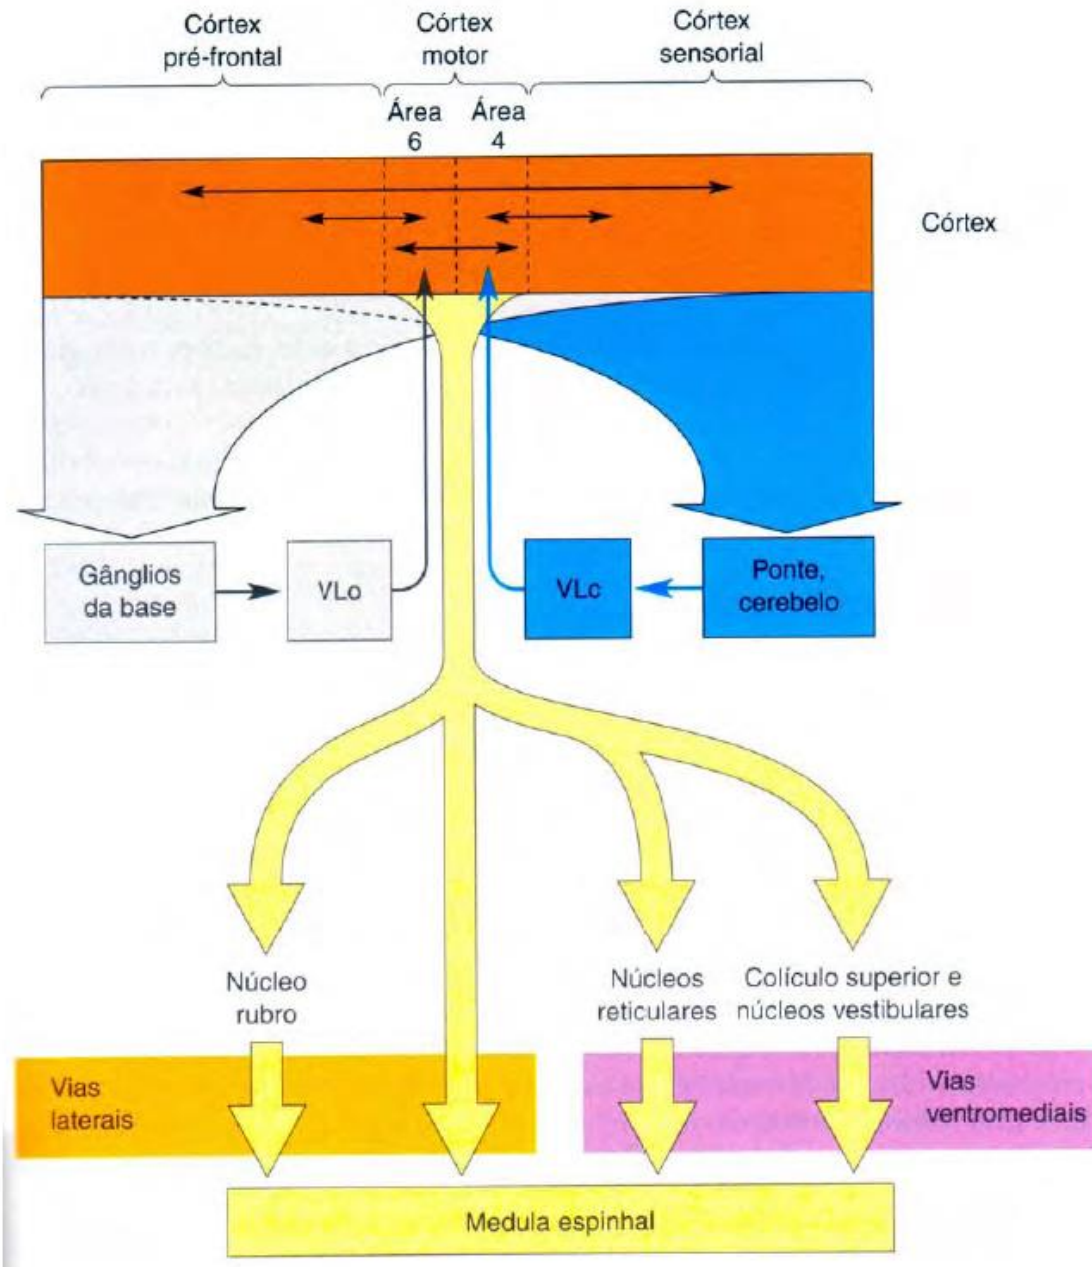 Córtex
pré-frontal
Córtex
motor
Córtex
sensorial
Área
6
Área
4
Córtex
Gânglios
da base
VLo
VLc
Ponte,
cerebelo
Núcleo
rubro
Núcleos
reticulares
Colículo superior e
núcleos vestibulares
Vias
laterais
Vias
ventromediais
Medula espinhal